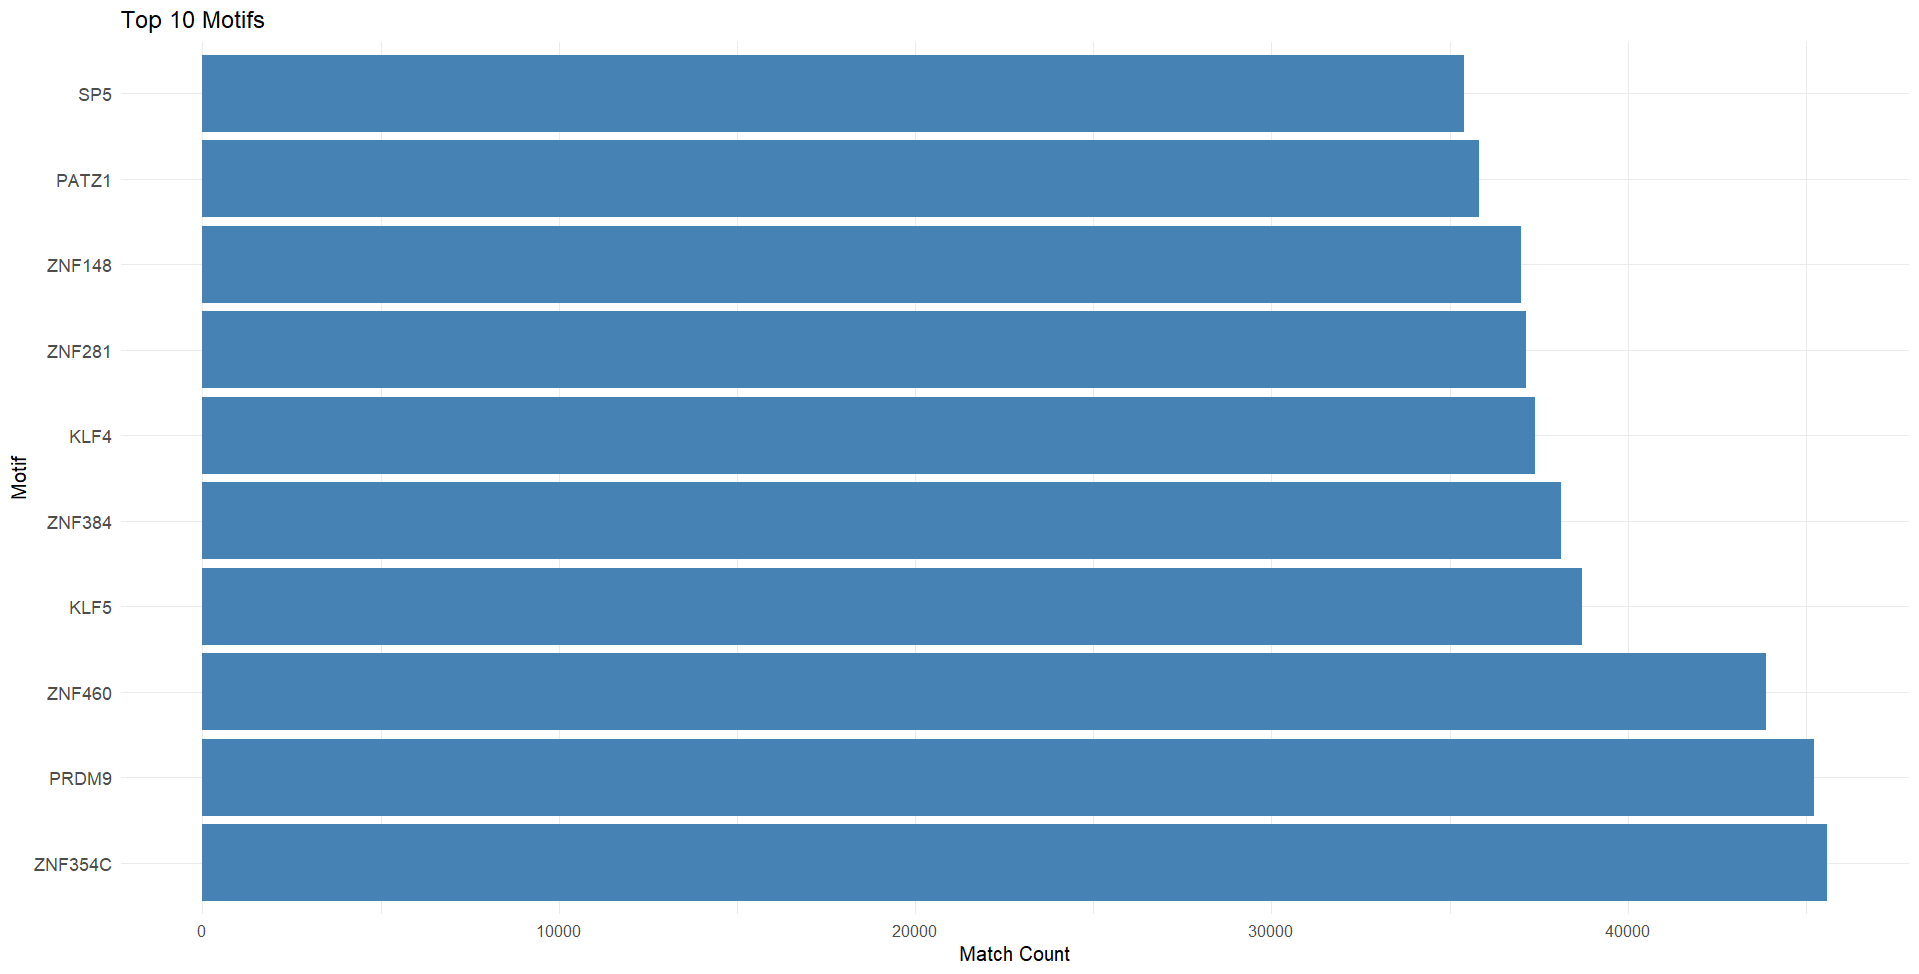 Top 10 Motifs
SP5
PATZ1
ZNF148
ZNF281
KLF4
ZNF384
KLF5
ZNF460
PRDM9
ZNF354C
Motif
0 10000 20000 30000 40000
Match Count